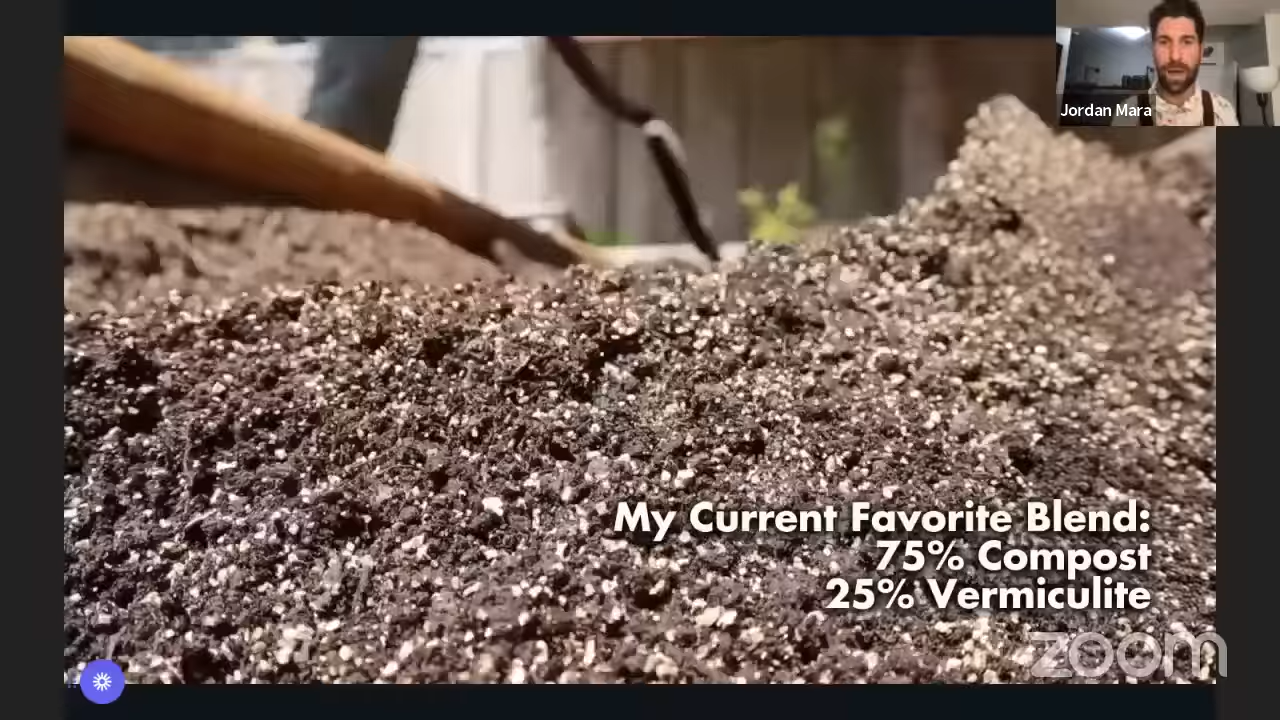 Jordan Mara
My Current Favorite Blend:
75% Compost
25% Vermiculite
zoom